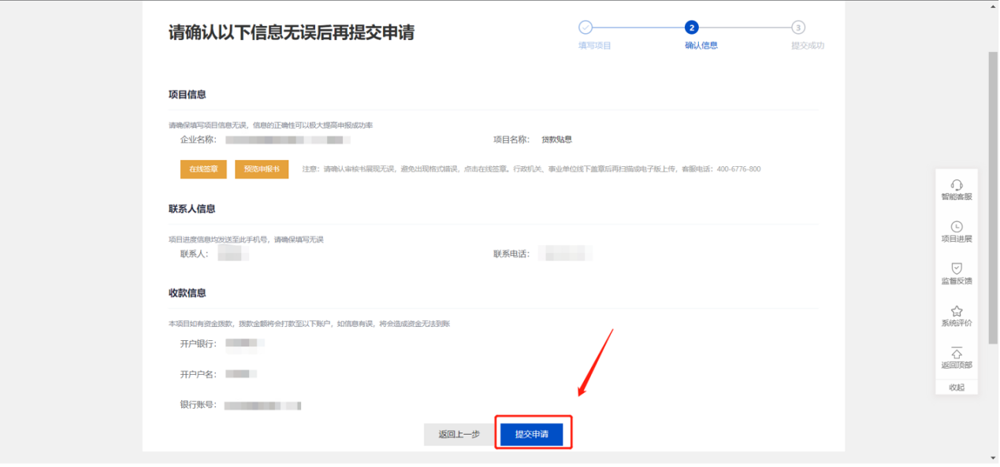 请确认以下信息无误后再提交申请
2
3
填写项目
确认信息
提交成功
项目信息
请确保填写项目信息无误，信息的正确性可以极大提高申报成功率
企业名称：
项目名称： 贷款贴息
在线签章
预览申报书
注意：请确认审核书展现无误，避免出现格式错误，点击在线签章。行政机关、事业单位线下盖章后再扫描成电子版上传，客服电话：400-6776-800
联系人信息
项目进度信息均发送至此手机号，请确保填写无误
联系人：
联系电话：
收款信息
本项目如有资金拨款，拨款金额将会打款至以下账户，如信息有误，将会造成资金无法到账
开户银行：
开户户名：
银行账号：
返回上一步
提交申请
智能客服
项目进展
监督反馈
系统评价
返回顶部
收起